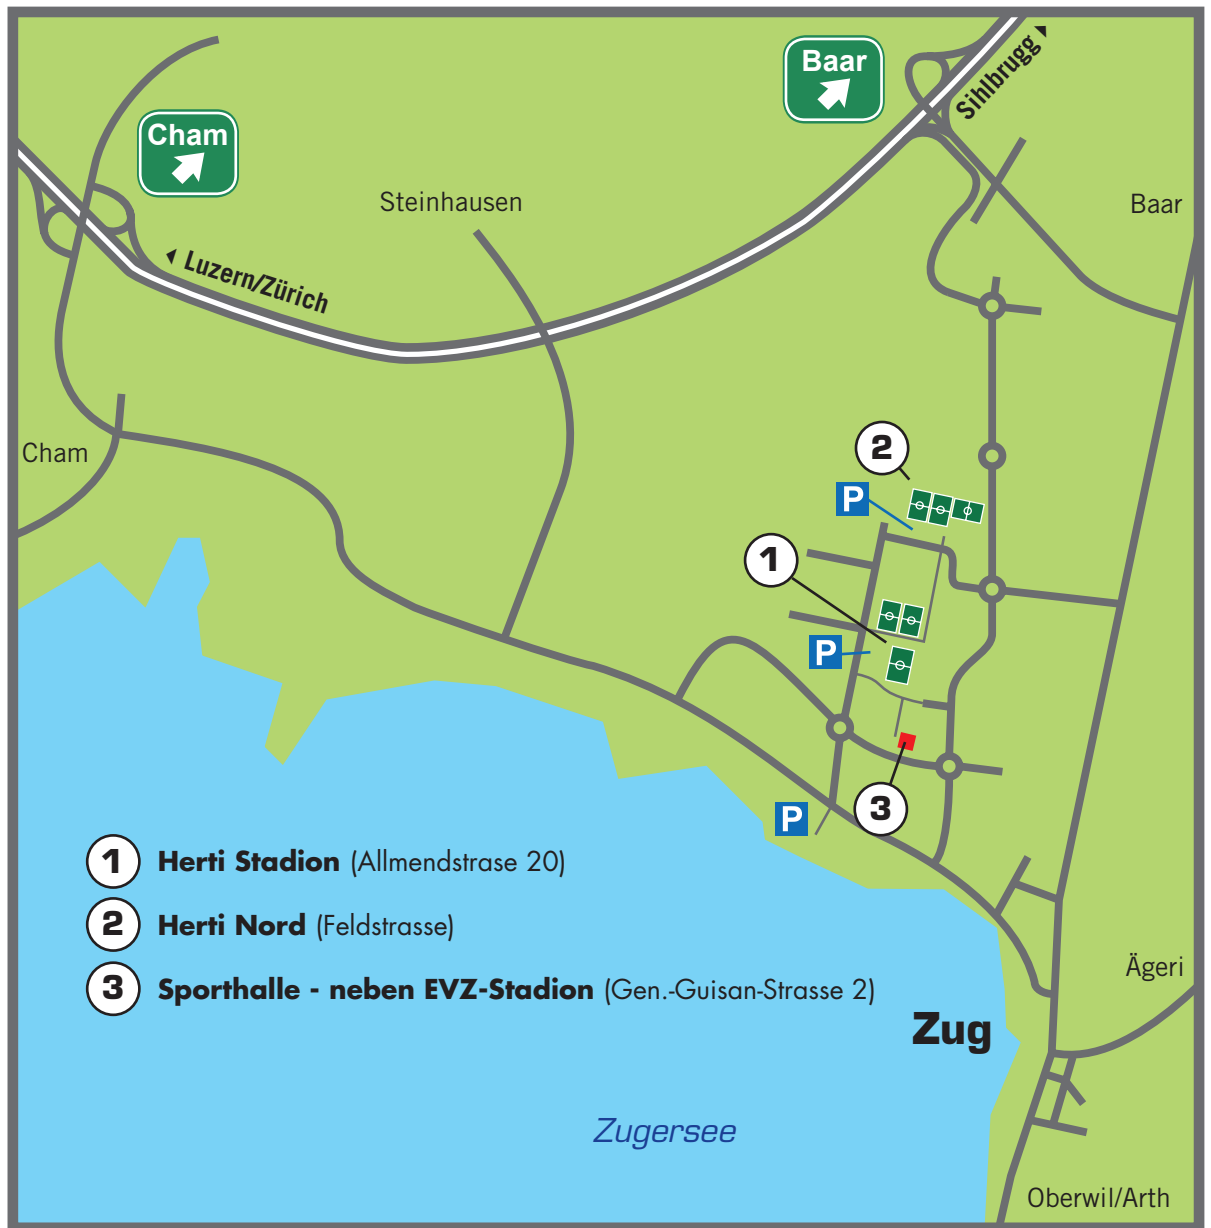 Baar
Sihlbrugg
Cham
Steinhausen
Baar
Luzern/Zürich
2
Cham
P
1
P
3
P
1 Herti Stadion (Allmendstrase 20)
2 Herti Nord (Feldstrasse)
3 Sporthalle - neben EVZ-Stadion (Gen.-Guisan-Strasse 2)
Ägeri
Zug
Zugersee
Oberwil/Arth